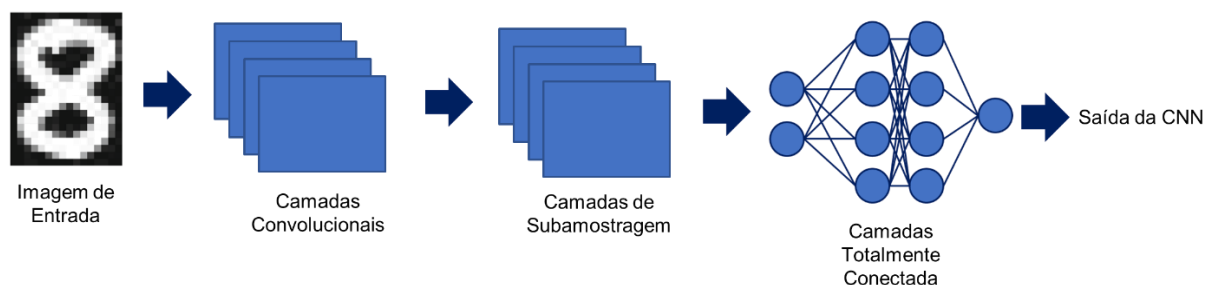 Imagem de
Entrada
Camadas
Convolucionais
Camadas de
Subamostragem
Camadas
Totalmente
Conectada
Saída da CNN